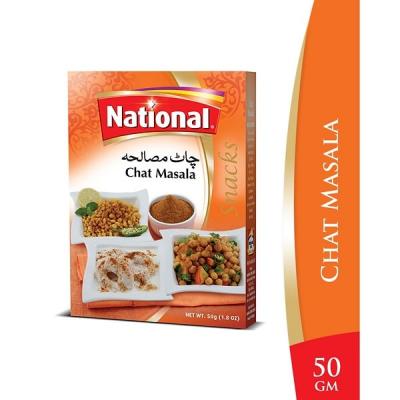 National
چاٹ مصالحہ
Chat Masala
Snacks
NET WT. 50g (1.8 OZ)
CHAT MASALA
50
GM